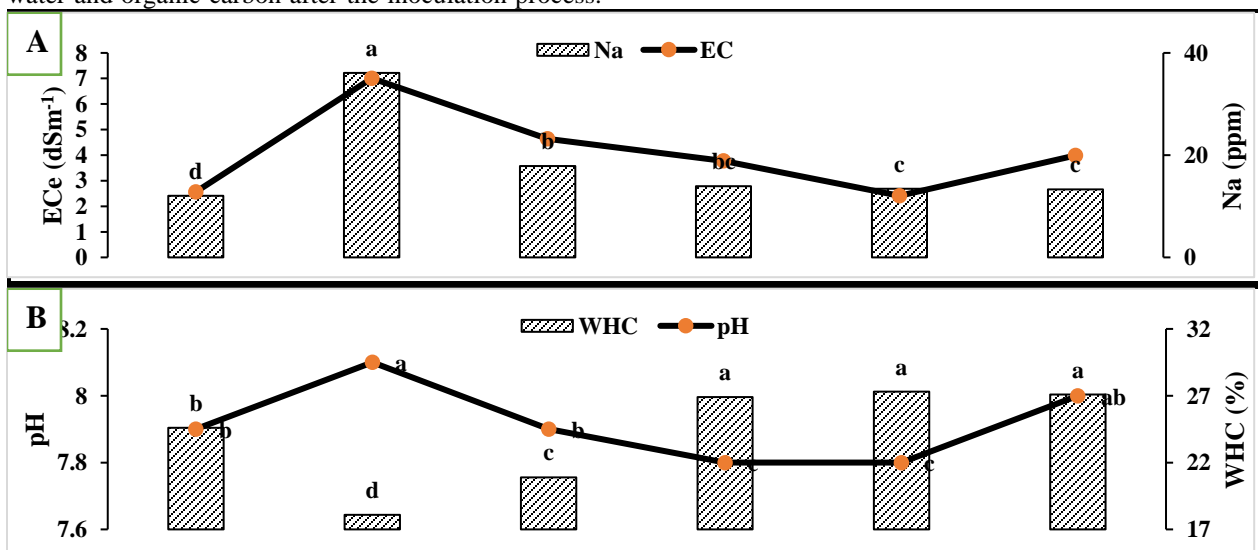 water and organic carbon after the inoculation process.
A
Na EC
ECe (dSm-1)
8
7
6
5
4
3
2
1
0
Na (ppm)
40
20
0
d
a
b
bc
c
c
B
WHC pH
pH
8.2
8
7.8
7.6
WHC (%)
32
27
22
17
b
b
a
d
b
c
a
c
a
c
a
ab